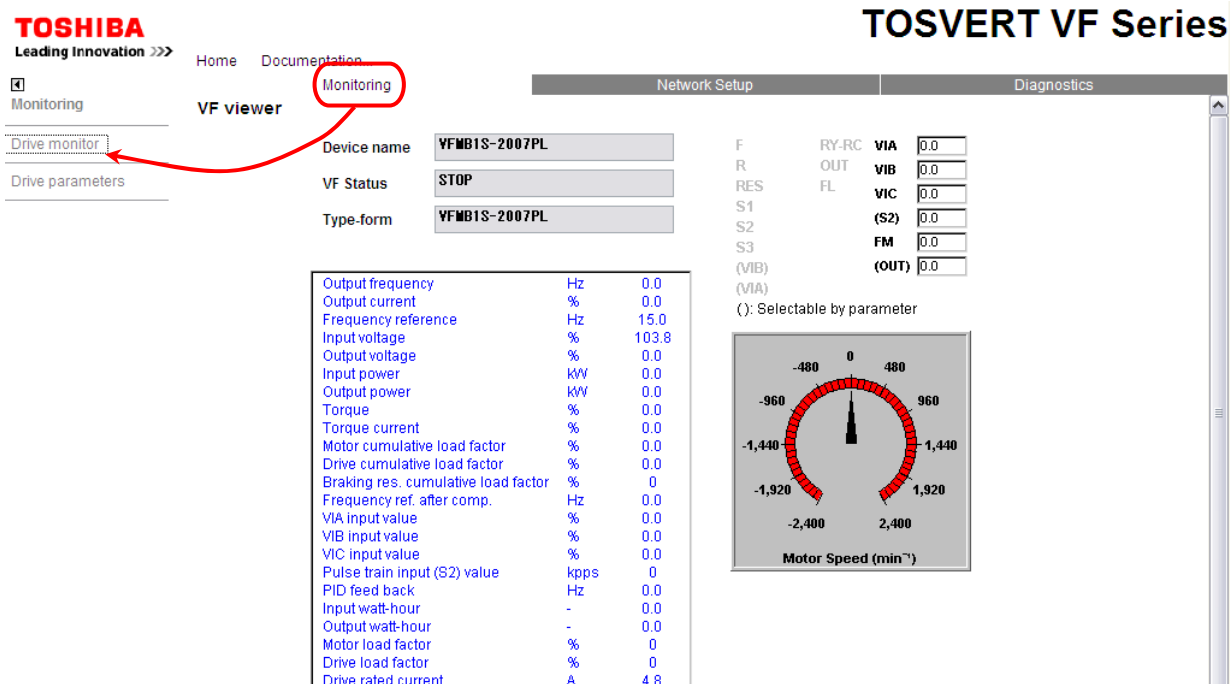 TOSHIBA
Leading Innovation >>>
TOSVERT VF Series
Home Documentation...
Monitoring Network Setup Diagnostics
Monitoring
Drive monitor
Drive parameters
VF viewer
Device name VFMB1S-2007PL
VF Status STOP
Type-form VFMB1S-2007PL
F RY-RC VIA 0.0
R OUT VIB 0.0
RES FL VIC 0.0
S1
S2 (S2) 0.0
S3 FM 0.0
(VIB) (OUT) 0.0
(VIA)
( ): Selectable by parameter
Output frequency Hz 0.0
Output current % 0.0
Frequency reference Hz 15.0
Input voltage % 103.8
Output voltage % 0.0
Input power kW 0.0
Output power kW 0.0
Torque % 0.0
Torque current % 0.0
Motor cumulative load factor % 0.0
Drive cumulative load factor % 0.0
Braking res. cumulative load factor % 0
Frequency ref. after comp. Hz 0.0
VIA input value % 0.0
VIB input value % 0.0
VIC input value % 0.0
Pulse train input (S2) value kpps 0
PID feed back Hz 0.0
Input watt-hour - 0.0
Output watt-hour - 0.0
Motor load factor % 0
Drive load factor % 0
Drive rated current A 4.8
0
-480 480
-960 960
-1,440 1,440
-1,920 1,920
-2,400 2,400
Motor Speed (min⁻¹)